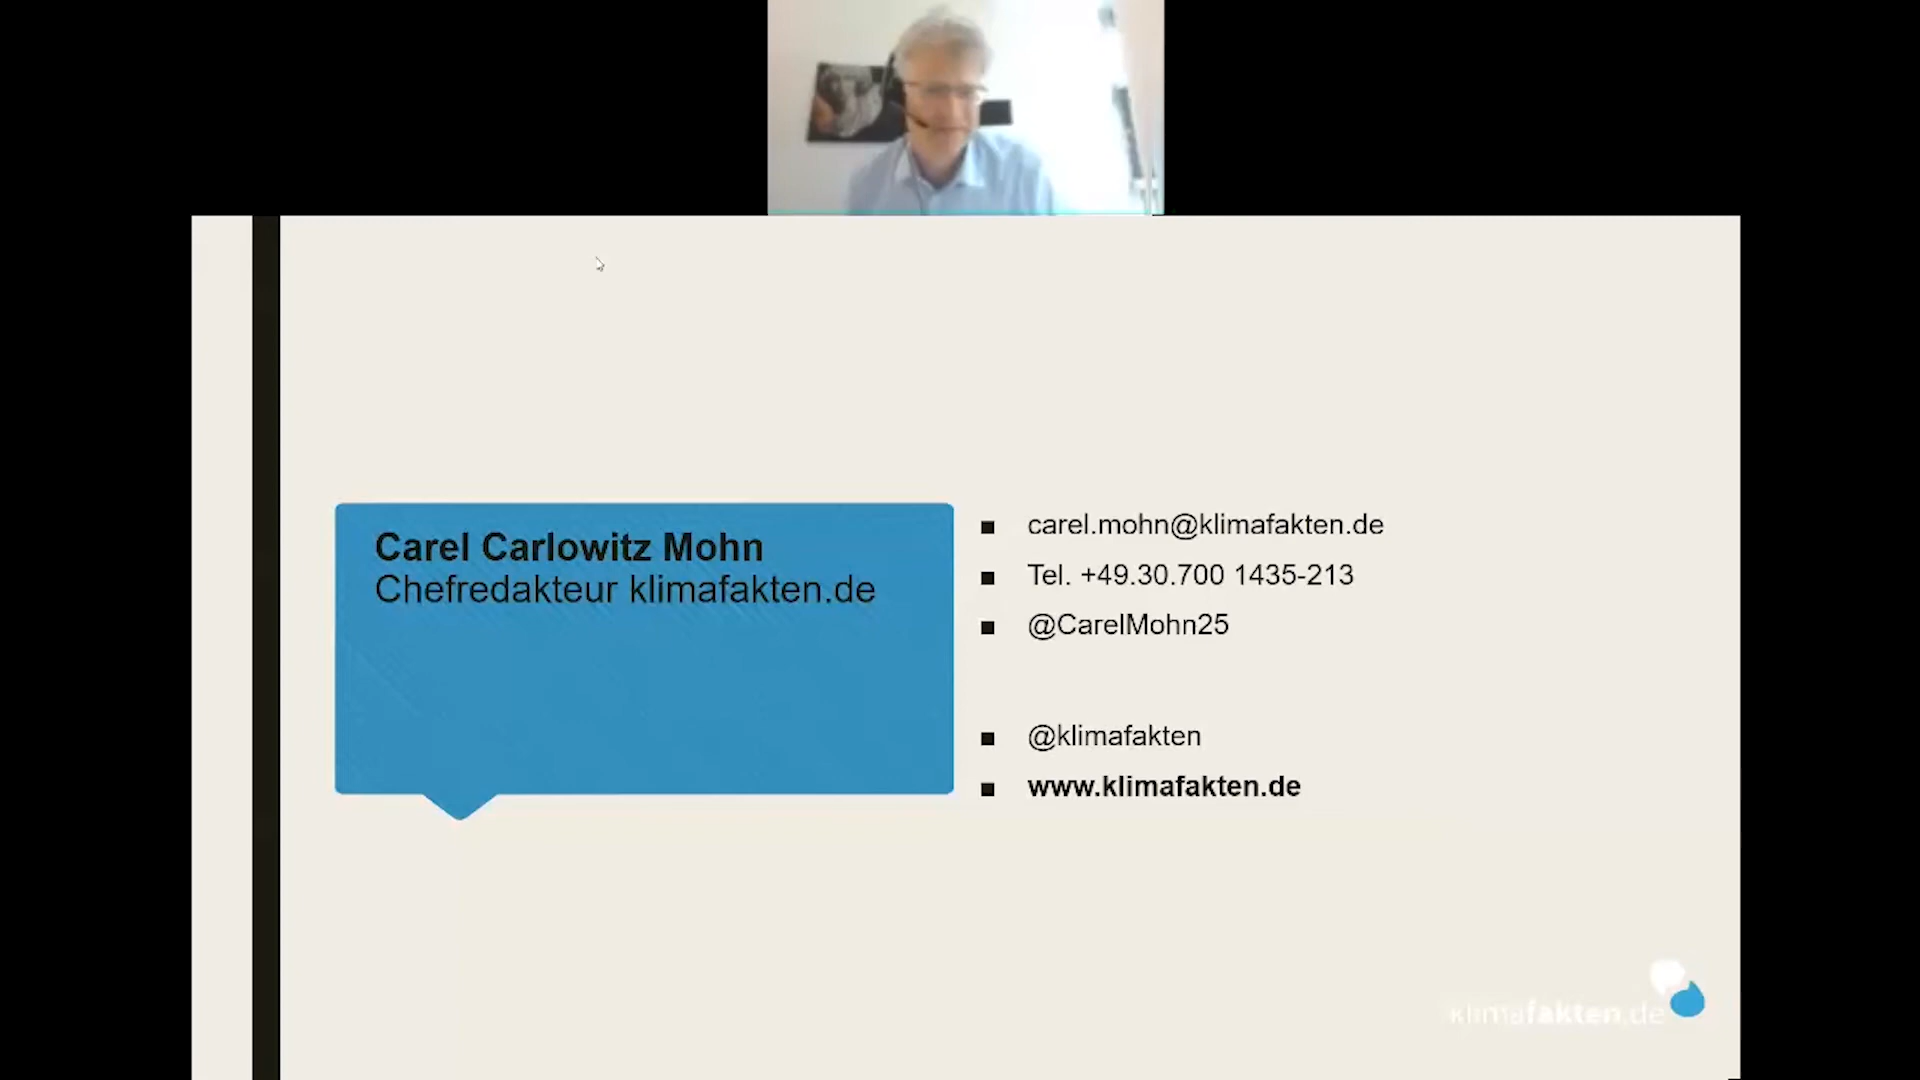 Carel Carlowitz Mohn
Chefredakteur klimafakten.de
carel.mohn@klimafakten.de
Tel. +49.30.700 1435-213
@CarelMohn25
@klimafakten
www.klimafakten.de
klimafakten.de